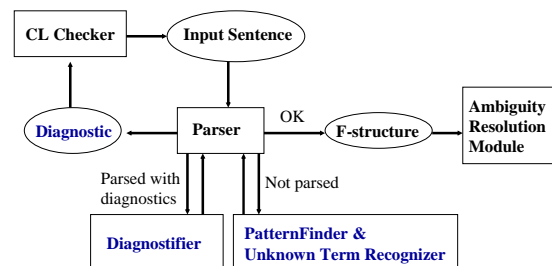 CL Checker
Input Sentence
Diagnostic
Parser
OK
F-structure
Ambiguity
Resolution
Module
Parsed with
diagnostics
Not parsed
Diagnostifier
PatternFinder &
Unknown Term Recognizer